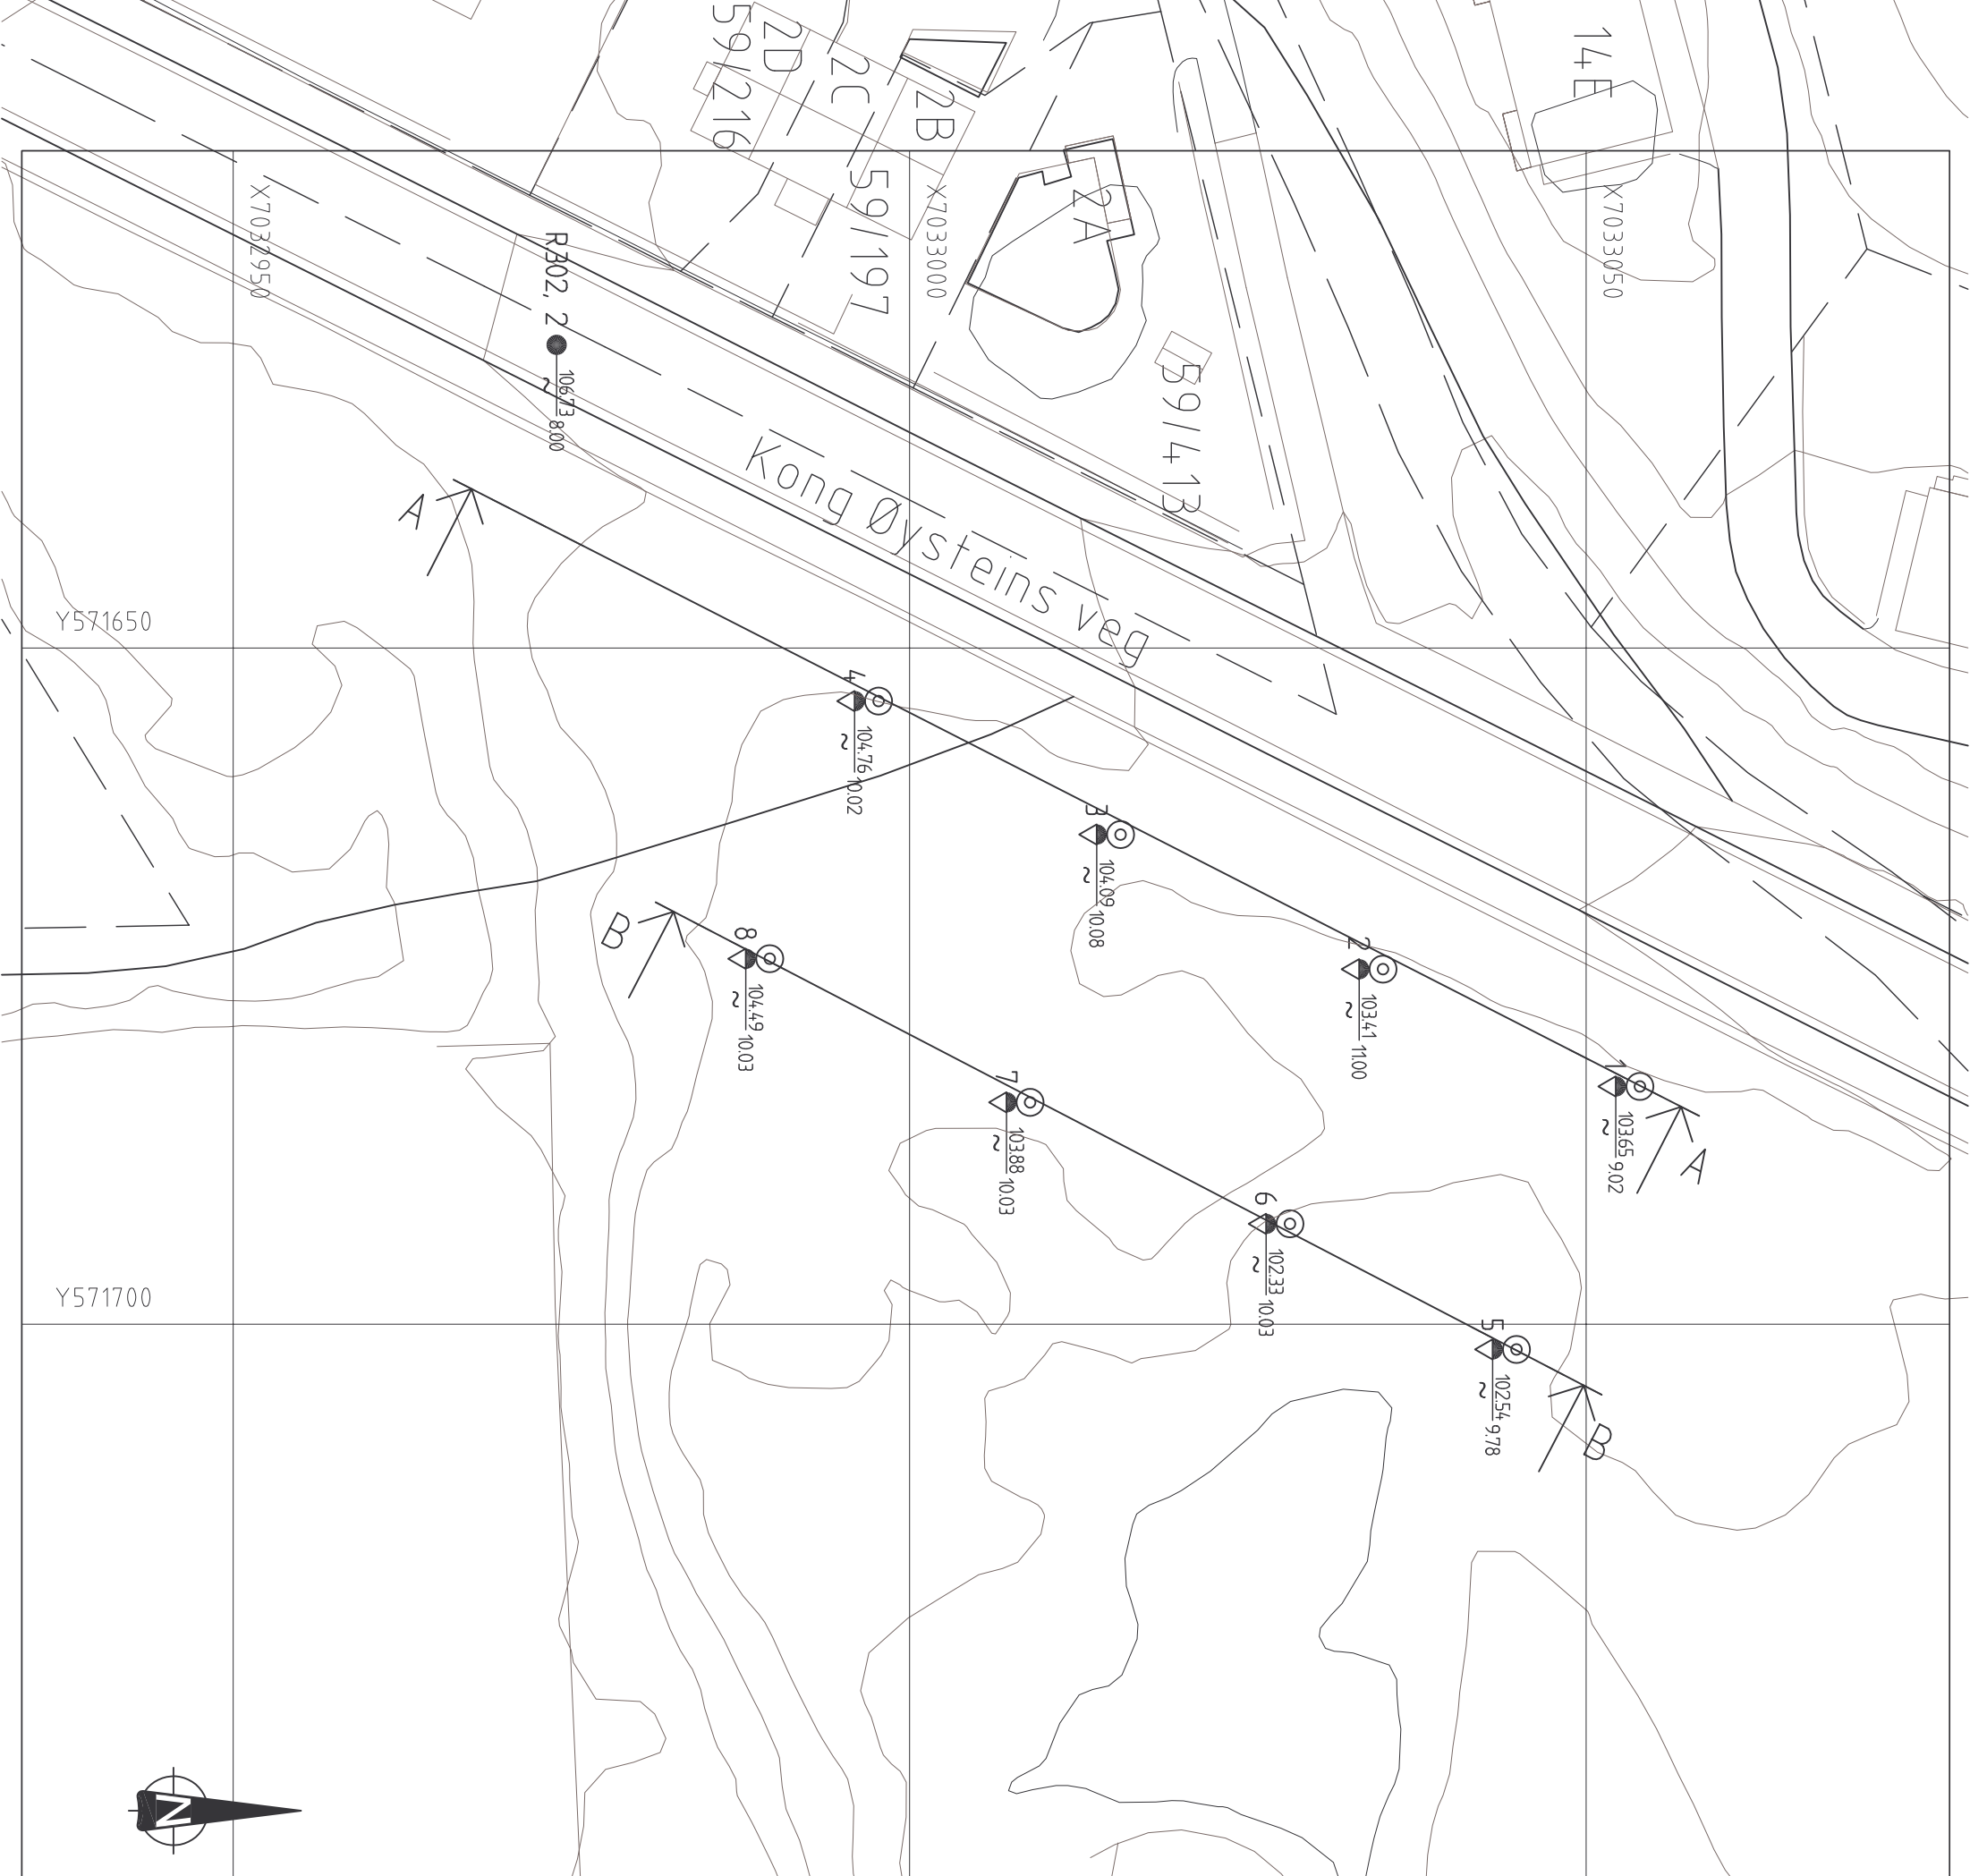 59/216
2D
2C
2B
14E
59/197
2A
X7032950
X7033000
X7033050
R.302, 2
106.73
~
8.00
59/413
Kong Øysteins veg
A
Y571650
4
104.76
~
10.02
3
104.09
~
10.08
B
8
104.49
~
10.03
2
103.41
~
11.00
1
103.65
~
9.02
A
7
103.88
~
10.03
6
102.33
~
10.03
Y571700
5
102.54
~
9.78
B
N